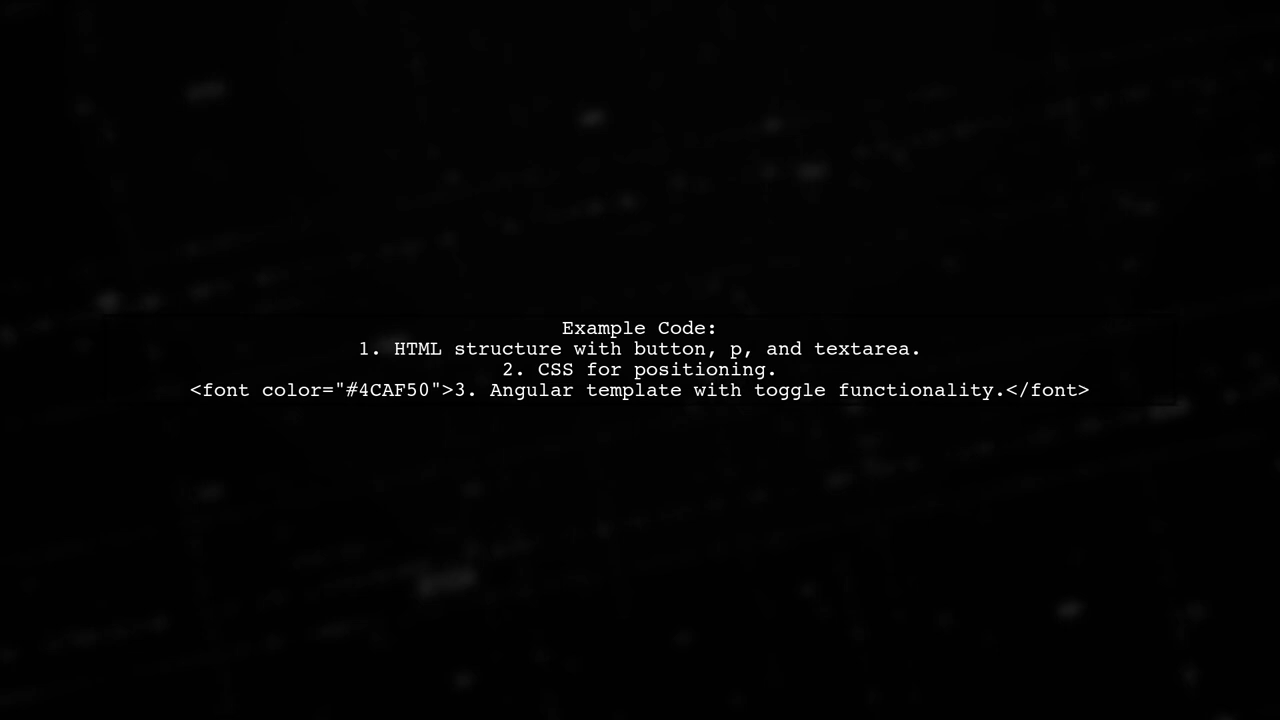 Example Code:
1. HTML structure with button, p, and textarea.
2. CSS for positioning.
<font color="#4CAF50">3. Angular template with toggle functionality.</font>